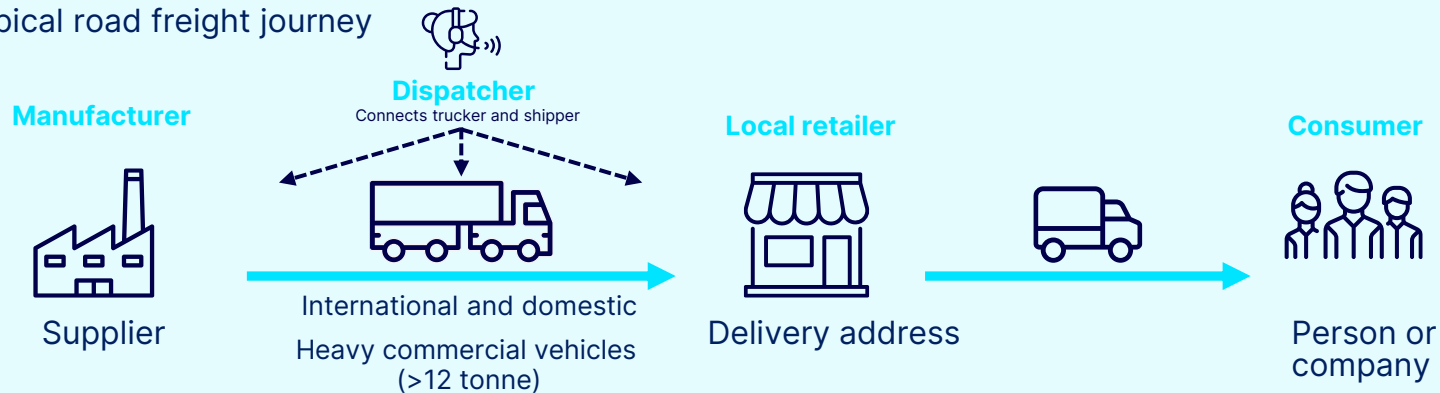 pical road freight journey
Dispatcher
Connects trucker and shipper
Manufacturer
Local retailer
Consumer
Supplier
International and domestic
Heavy commercial vehicles
(>12 tonne)
Delivery address
Person or
company